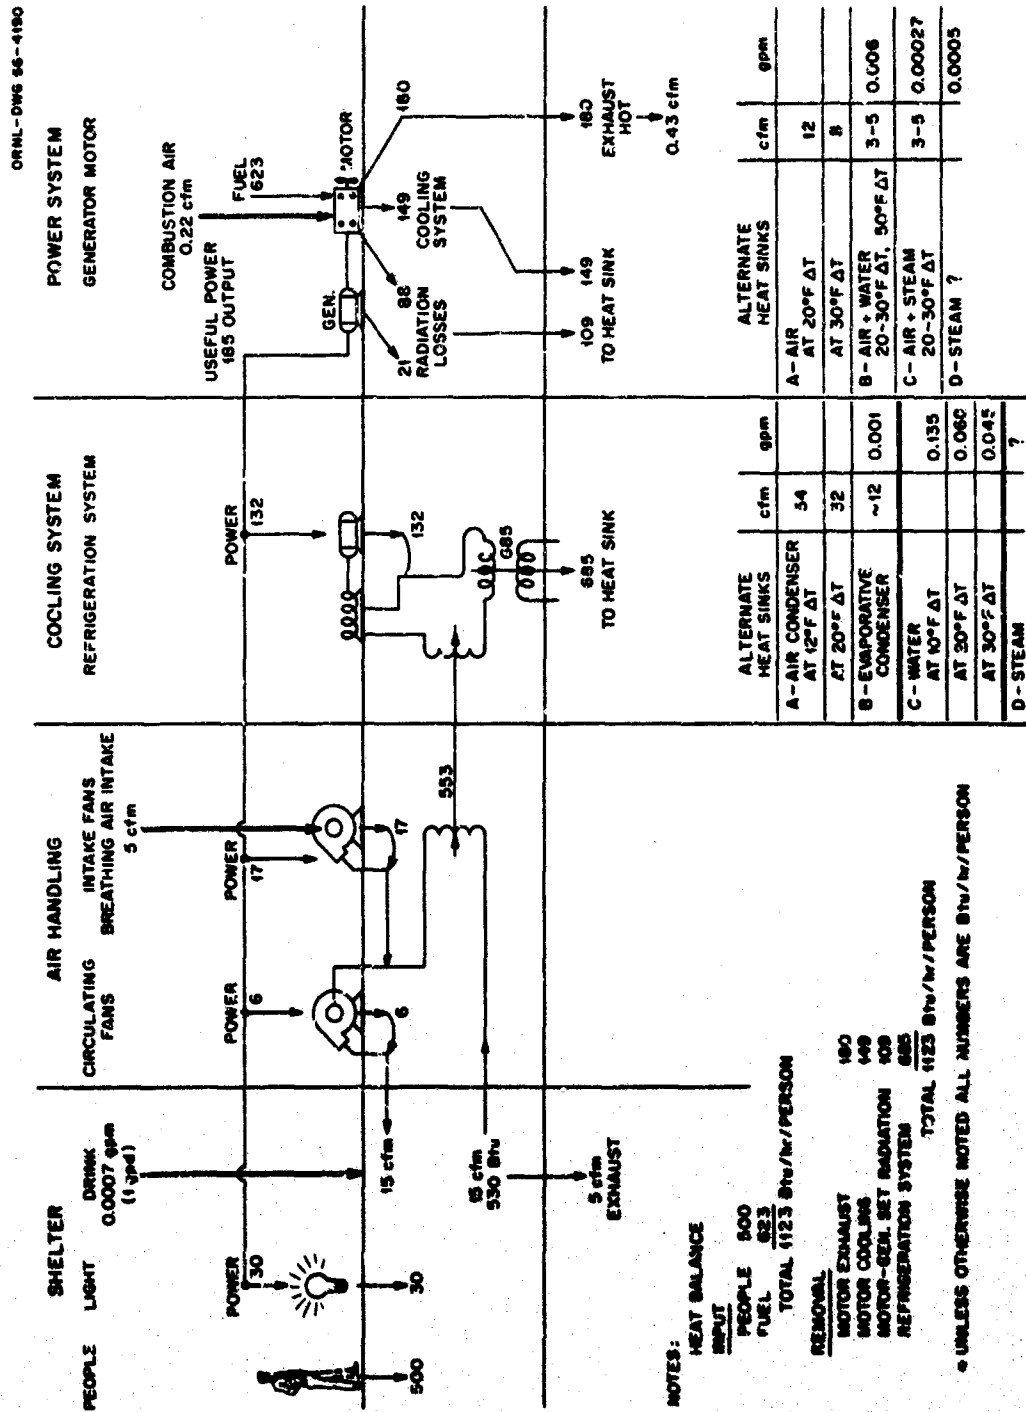 ORNL-DWG 66-4190
SHELTER
PEOPLE
LIGHT
DRINK
0.0007 gpm
(1 gpd)
POWER
30
500
30
15 cfm
15 cfm
530 Btu
5 cfm
EXHAUST
AIR HANDLING
CIRCULATING
FANS
INTAKE FANS
BREATHING AIR INTAKE
5 cfm
POWER
6
POWER
17
6
17
553
COOLING SYSTEM
REFRIGERATION SYSTEM
POWER
132
132
685
685
TO HEAT SINK
POWER SYSTEM
GENERATOR MOTOR
COMBUSTION AIR
0.22 cfm
USEFUL POWER
185 OUTPUT
FUEL
623
GEN.
MOTOR
21
88
RADIATION
LOSSES
149
COOLING
SYSTEM
180
109
149
TO HEAT SINK
180
EXHAUST
HOT
0.43 cfm
NOTES:
HEAT BALANCE
INPUT
PEOPLE 500
FUEL 623
TOTAL 1123 Btu/hr/PERSON
REMOVAL
MOTOR EXHAUST 180
MOTOR COOLING 149
MOTOR-GEN. SET RADIATION 109
REFRIGERATION SYSTEM 685
TOTAL 1123 Btu/hr/PERSON
* UNLESS OTHERWISE NOTED ALL NUMBERS ARE Btu/hr/PERSON
ALTERNATE
HEAT SINKS cfm gpm
A-AIR CONDENSER
AT 12°F ΔT 54
AT 20°F ΔT 32
B-EVAPORATIVE
CONDENSER ~12 0.001
C-WATER
AT 10°F ΔT 0.135
AT 20°F ΔT 0.060
AT 30°F ΔT 0.045
D-STEAM ?
ALTERNATE
HEAT SINKS cfm gpm
A-AIR
AT 20°F ΔT 12
AT 30°F ΔT 8
B-AIR + WATER
20-30°F ΔT, 50°F ΔT 3-5 0.006
C-AIR + STEAM
20-30°F ΔT 3-5 0.00027
D-STEAM ? 0.0005